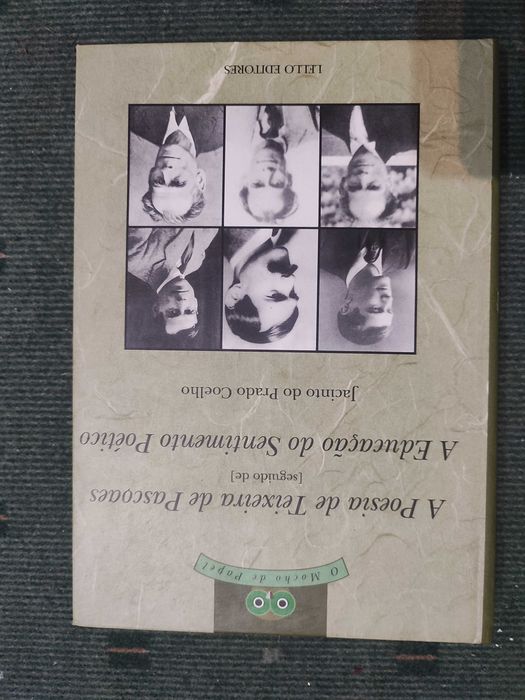 O Mocho de Papel
A Poesia de Teixeira de Pascoaes
[seguido de]
A Educação do Sentimento Poético
Jacinto do Prado Coelho
LELLO EDITORES